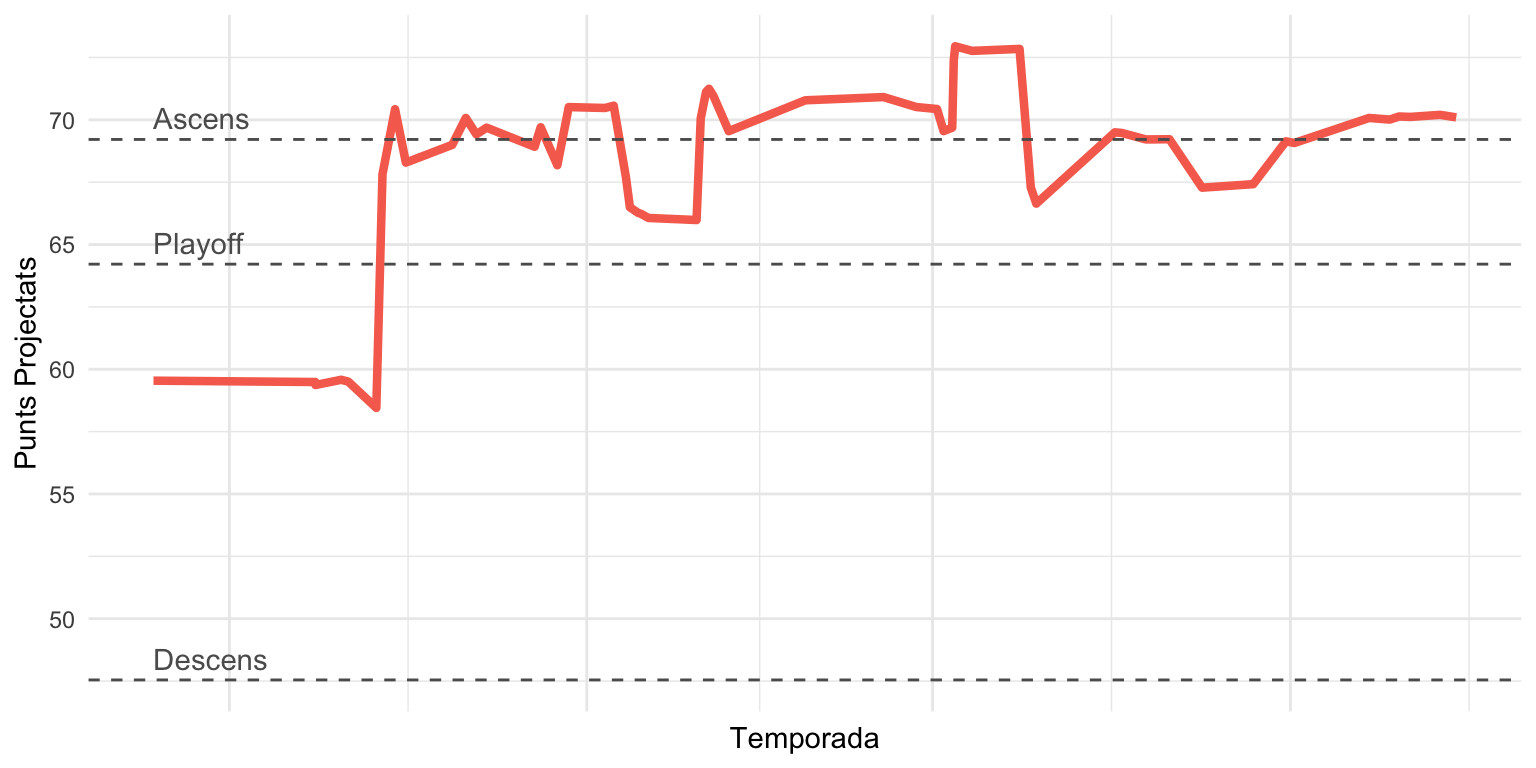 Ascens
70
Playoff
65
60
55
50
Descens
Punts Projectats
Temporada